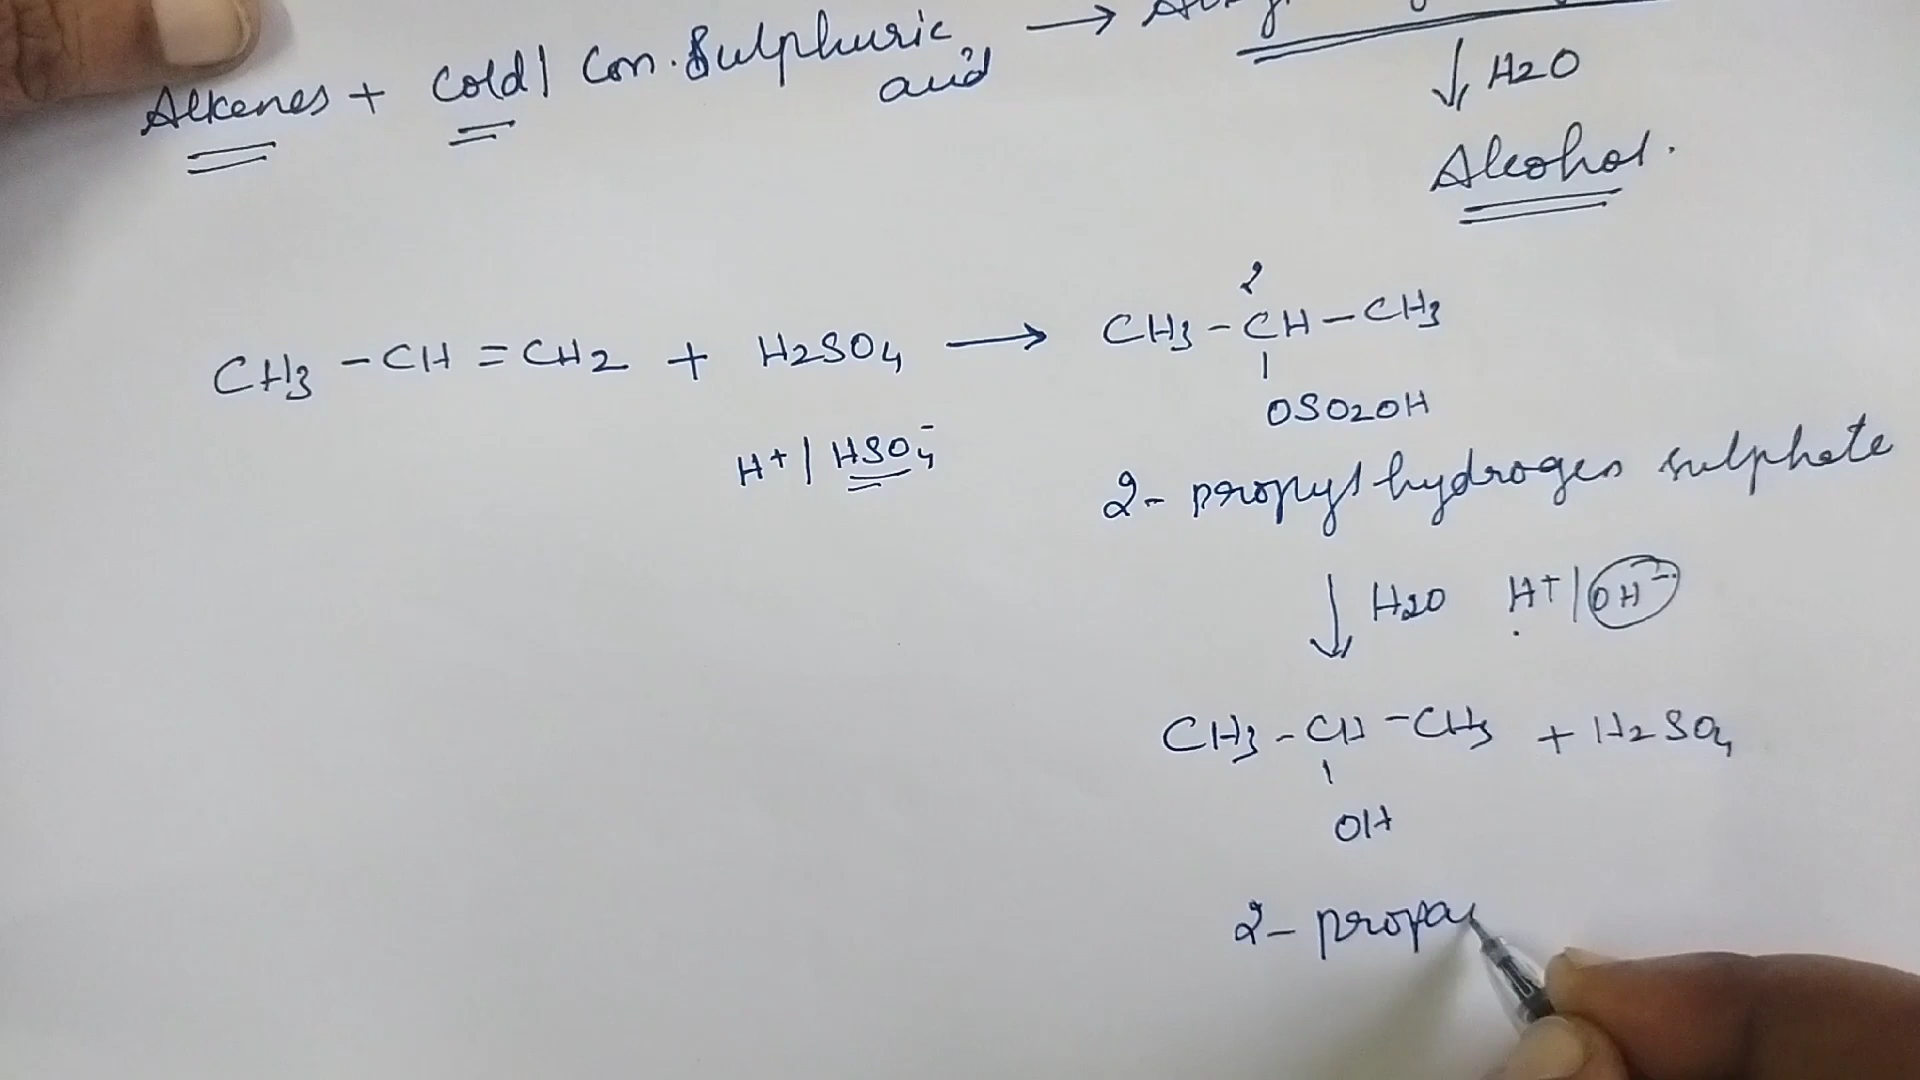 Alkenes + Cold| Con. Sulphuric acid →
↓ H2O
Alcohol.
2
CH3 - CH = CH2 + H2SO4 → CH3 - CH - CH3
|
OSO2OH
H+ | HSO4-
2- propyl hydrogen sulphate
↓ H2O H+ | OH-
CH3 - CH - CH3 + H2SO4
|
OH
2- propa